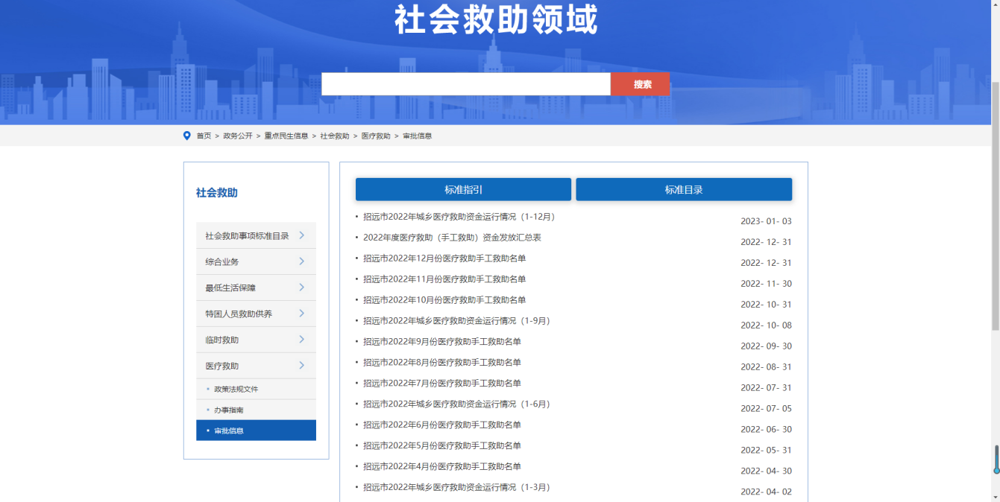 社会救助领域
搜索
首页 > 政务公开 > 重点民生信息 > 社会救助 > 医疗救助 > 审批信息
社会救助
社会救助事项标准目录
综合业务
最低生活保障
特困人员救助供养
临时救助
医疗救助
政策法规文件
办事指南
审批信息
标准指引 标准目录
招远市2022年城乡医疗救助资金运行情况（1-12月） 2023- 01- 03
2022年度医疗救助（手工救助）资金发放汇总表 2022- 12- 31
招远市2022年12月份医疗救助手工救助名单 2022- 12- 31
招远市2022年11月份医疗救助手工救助名单 2022- 11- 30
招远市2022年10月份医疗救助手工救助名单 2022- 10- 31
招远市2022年城乡医疗救助资金运行情况（1-9月） 2022- 10- 08
招远市2022年9月份医疗救助手工救助名单 2022- 09- 30
招远市2022年8月份医疗救助手工救助名单 2022- 08- 31
招远市2022年7月份医疗救助手工救助名单 2022- 07- 31
招远市2022年城乡医疗救助资金运行情况（1-6月） 2022- 07- 05
招远市2022年6月份医疗救助手工救助名单 2022- 06- 30
招远市2022年5月份医疗救助手工救助名单 2022- 05- 31
招远市2022年4月份医疗救助手工救助名单 2022- 04- 30
招远市2022年城乡医疗救助资金运行情况（1-3月） 2022- 04- 02